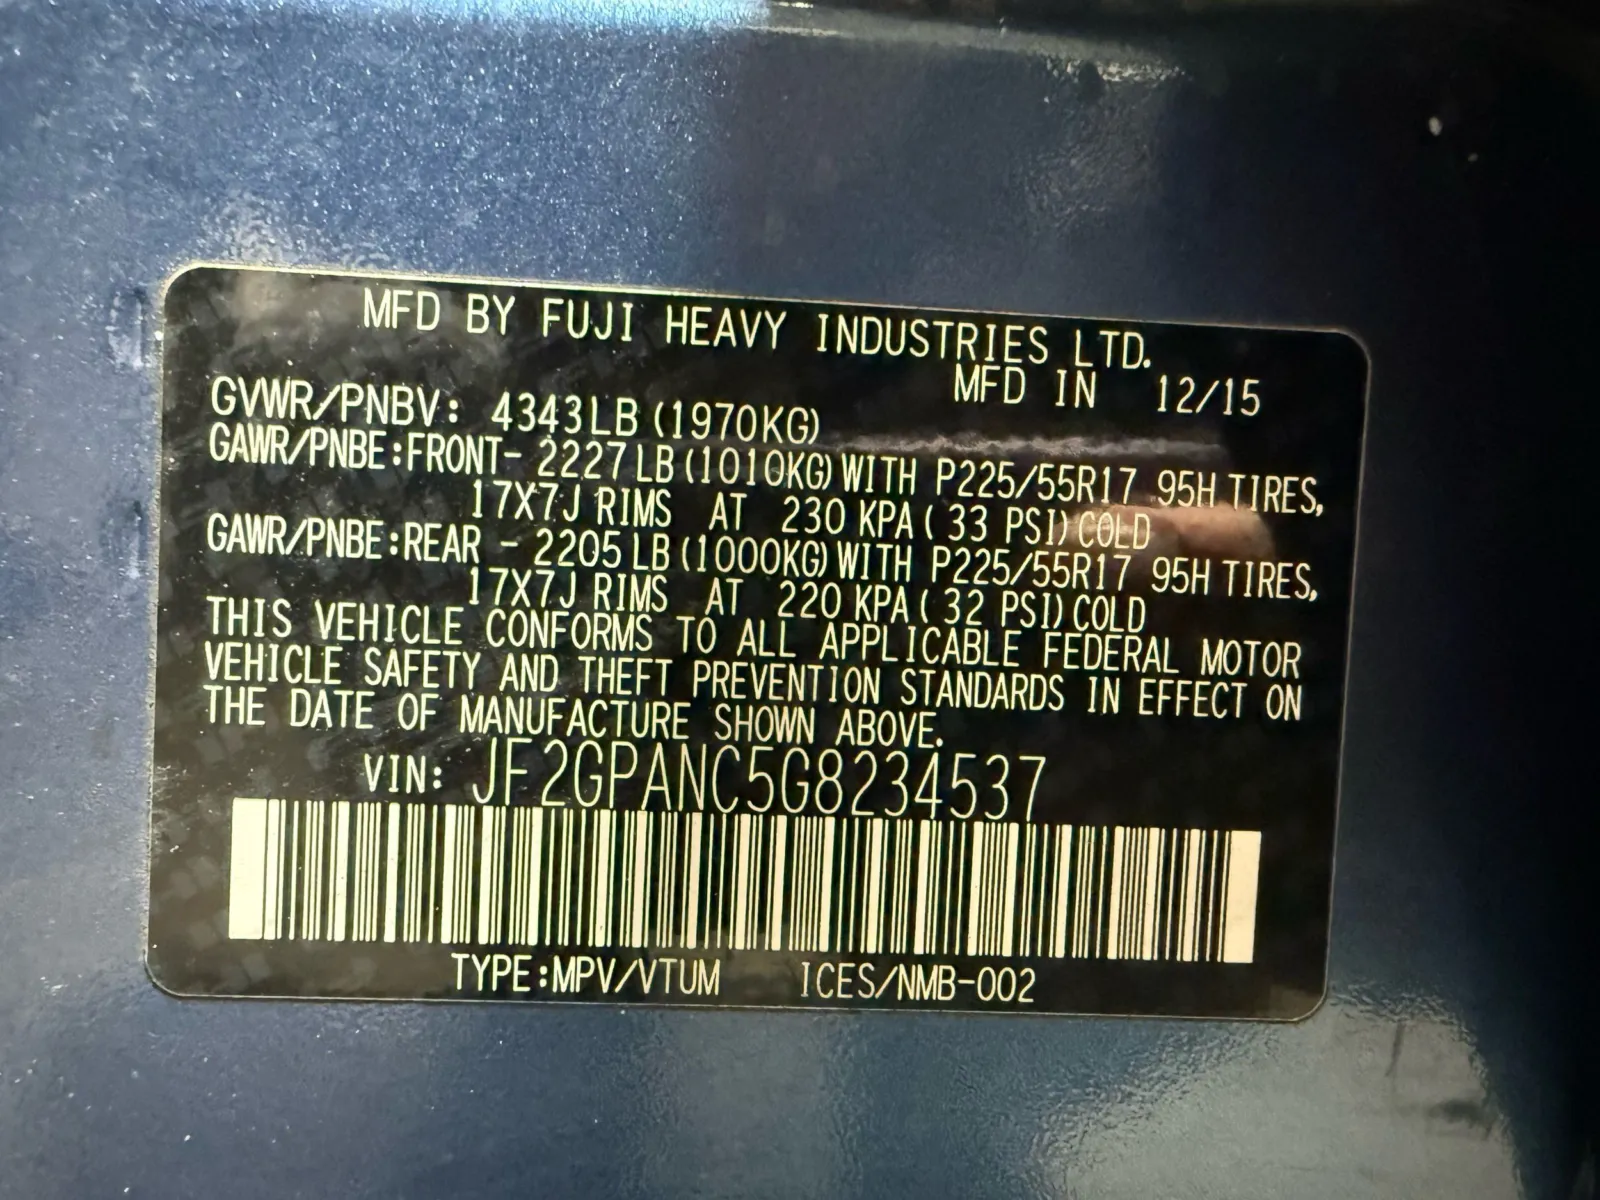 MFD BY FUJI HEAVY INDUSTRIES LTD.
MFD IN 12/15
GVWR/PNBV: 4343LB (1970KG)
GAWR/PNBE:FRONT- 2227LB (1010KG) WITH P225/55R17 95H TIRES,
17X7J RIMS AT 230 KPA ( 33 PSI) COLD
GAWR/PNBE:REAR - 2205LB (1000KG) WITH P225/55R17 95H TIRES,
17X7J RIMS AT 220 KPA ( 32 PSI) COLD
THIS VEHICLE CONFORMS TO ALL APPLICABLE FEDERAL MOTOR
VEHICLE SAFETY AND THEFT PREVENTION STANDARDS IN EFFECT ON
THE DATE OF MANUFACTURE SHOWN ABOVE.
VIN: JF2GPANC5G8234537
TYPE:MPV/VTUM ICES/NMB-002